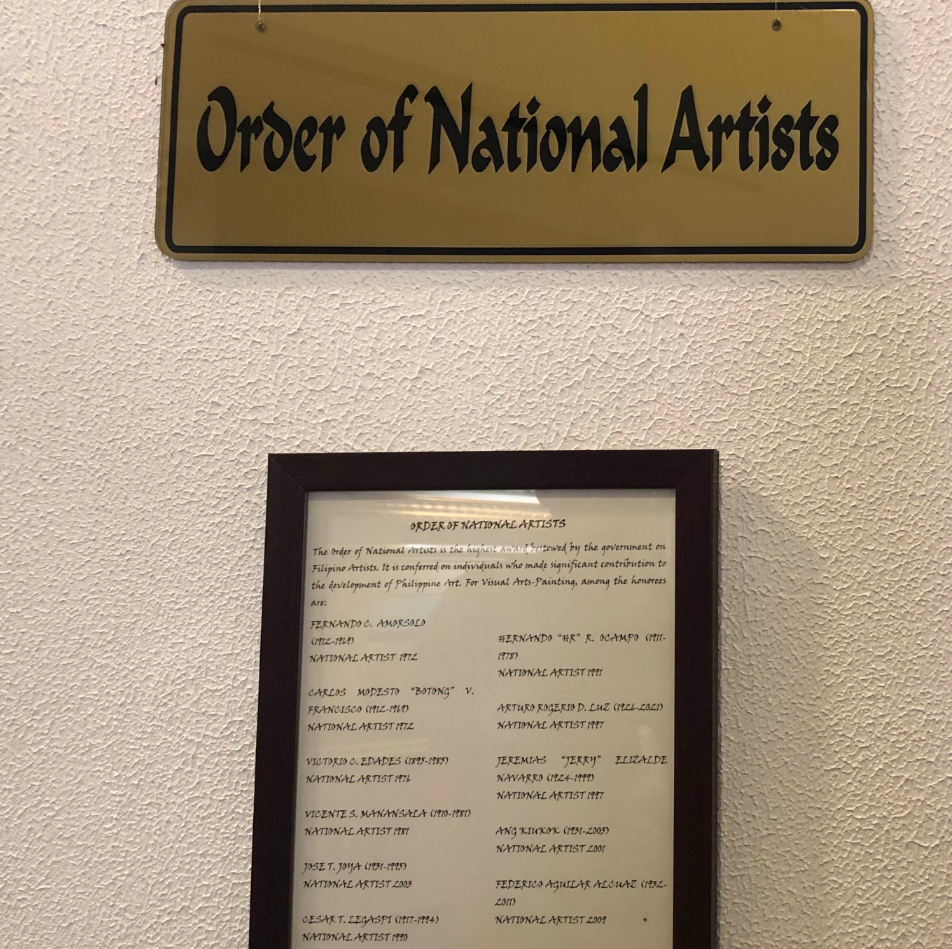 Order of National Artists
ORDER OF NATIONAL ARTISTS
The Order of National Artists is the highest award bestowed by the government on
Filipino Artists. It is conferred on individuals who made significant contribution to
the development of Philippine Art. For Visual Arts-Painting, among the honorees
are:
FERNANDO C. AMORSOLO
(1912-1969)
NATIONAL ARTIST 1972
CARLOS MODESTO "BOTONG" V.
FRANCISCO (1912-1969)
NATIONAL ARTIST 1972
VICTORIO C. EDADES (1895-1985)
NATIONAL ARTIST 1976
VICENTE S. MANANSALA (1910-1981)
NATIONAL ARTIST 1981
JOSE T. JOYA (1931-1995)
NATIONAL ARTIST 2003
CESAR T. LEGASPI (1917-1994)
NATIONAL ARTIST 1990
HERNANDO "HR" R. OCAMPO (1911-
1978)
NATIONAL ARTIST 1991
ARTURO ROGERIO D. LUZ (1926-2021)
NATIONAL ARTIST 1997
JEREMIAS "JERRY" ELIZALDE
NAVARRO (1924-1999)
NATIONAL ARTIST 1997
ANG KIUKOK (1931-2005)
NATIONAL ARTIST 2001
FEDERICO AGUILAR ALCUAZ (1932-
2011)
NATIONAL ARTIST 2009